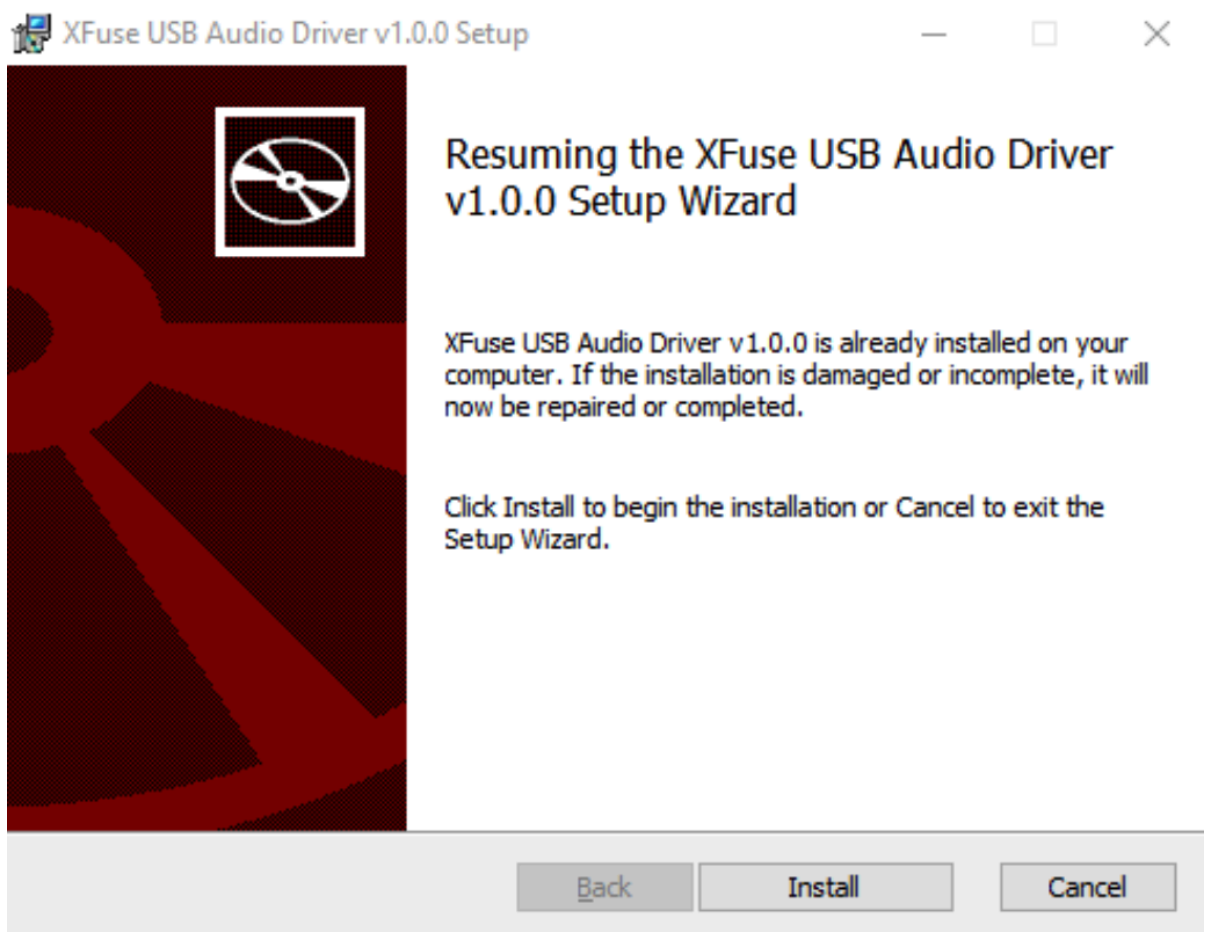 XFuse USB Audio Driver v1.0.0 Setup
Resuming the XFuse USB Audio Driver
v1.0.0 Setup Wizard
XFuse USB Audio Driver v1.0.0 is already installed on your
computer. If the installation is damaged or incomplete, it will
now be repaired or completed.
Click Install to begin the installation or Cancel to exit the
Setup Wizard.
Back
Install
Cancel